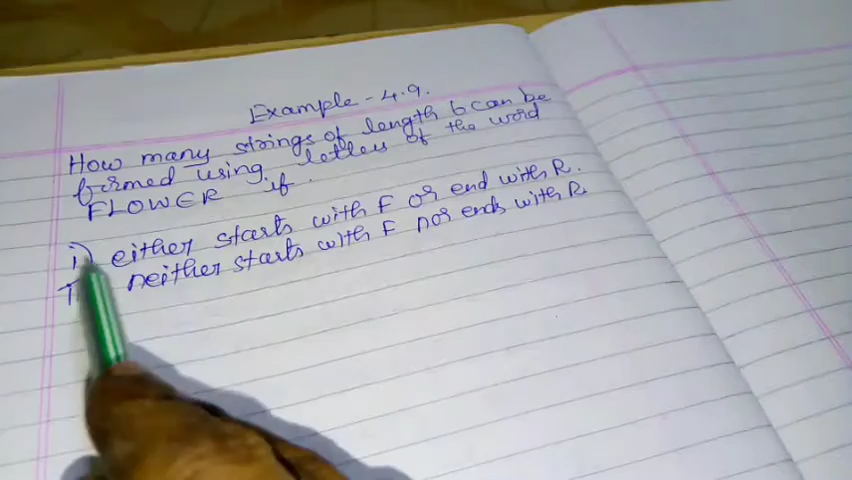 Example - 4.9.
How many strings of length 6 can be
formed using letters of the word
FLOWER if
i) either starts with F or end with R.
neither starts with F nor ends with R.